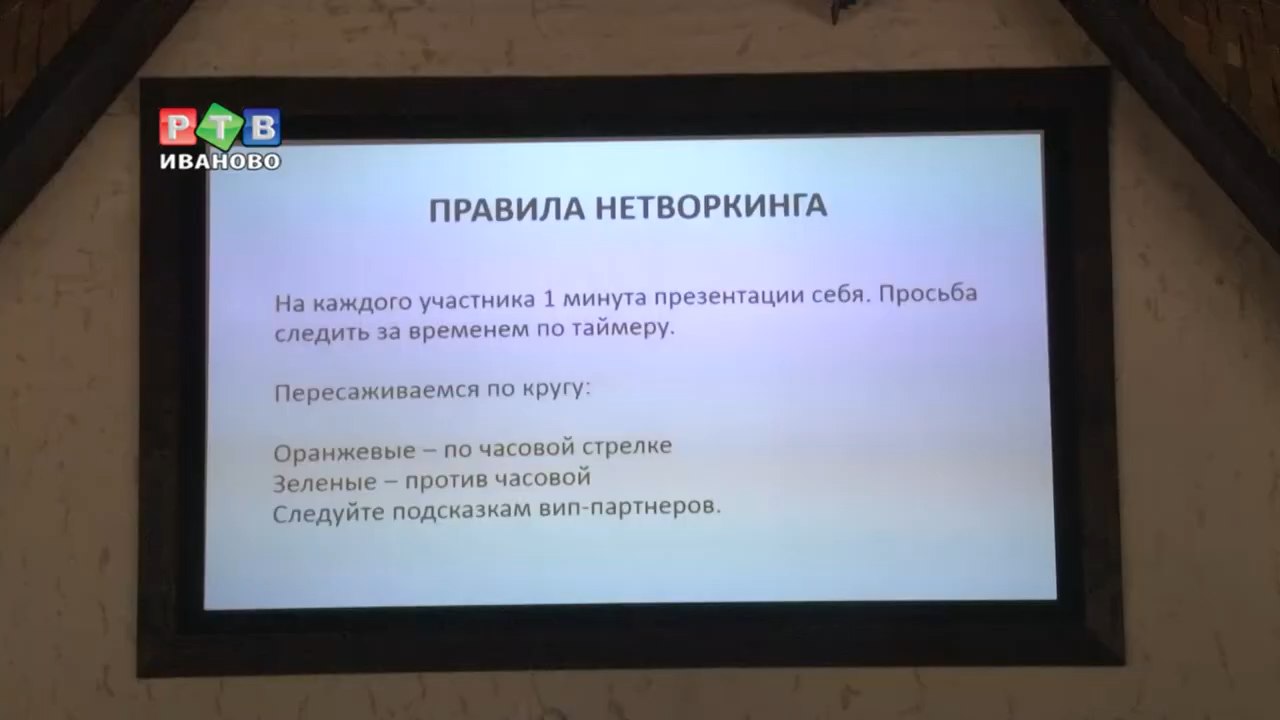 РТВ
ИВАНОВО
ПРАВИЛА НЕТВОРКИНГА
На каждого участника 1 минута презентации себя. Просьба
следить за временем по таймеру.
Пересаживаемся по кругу:
Оранжевые – по часовой стрелке
Зеленые – против часовой
Следуйте подсказкам вип-партнеров.